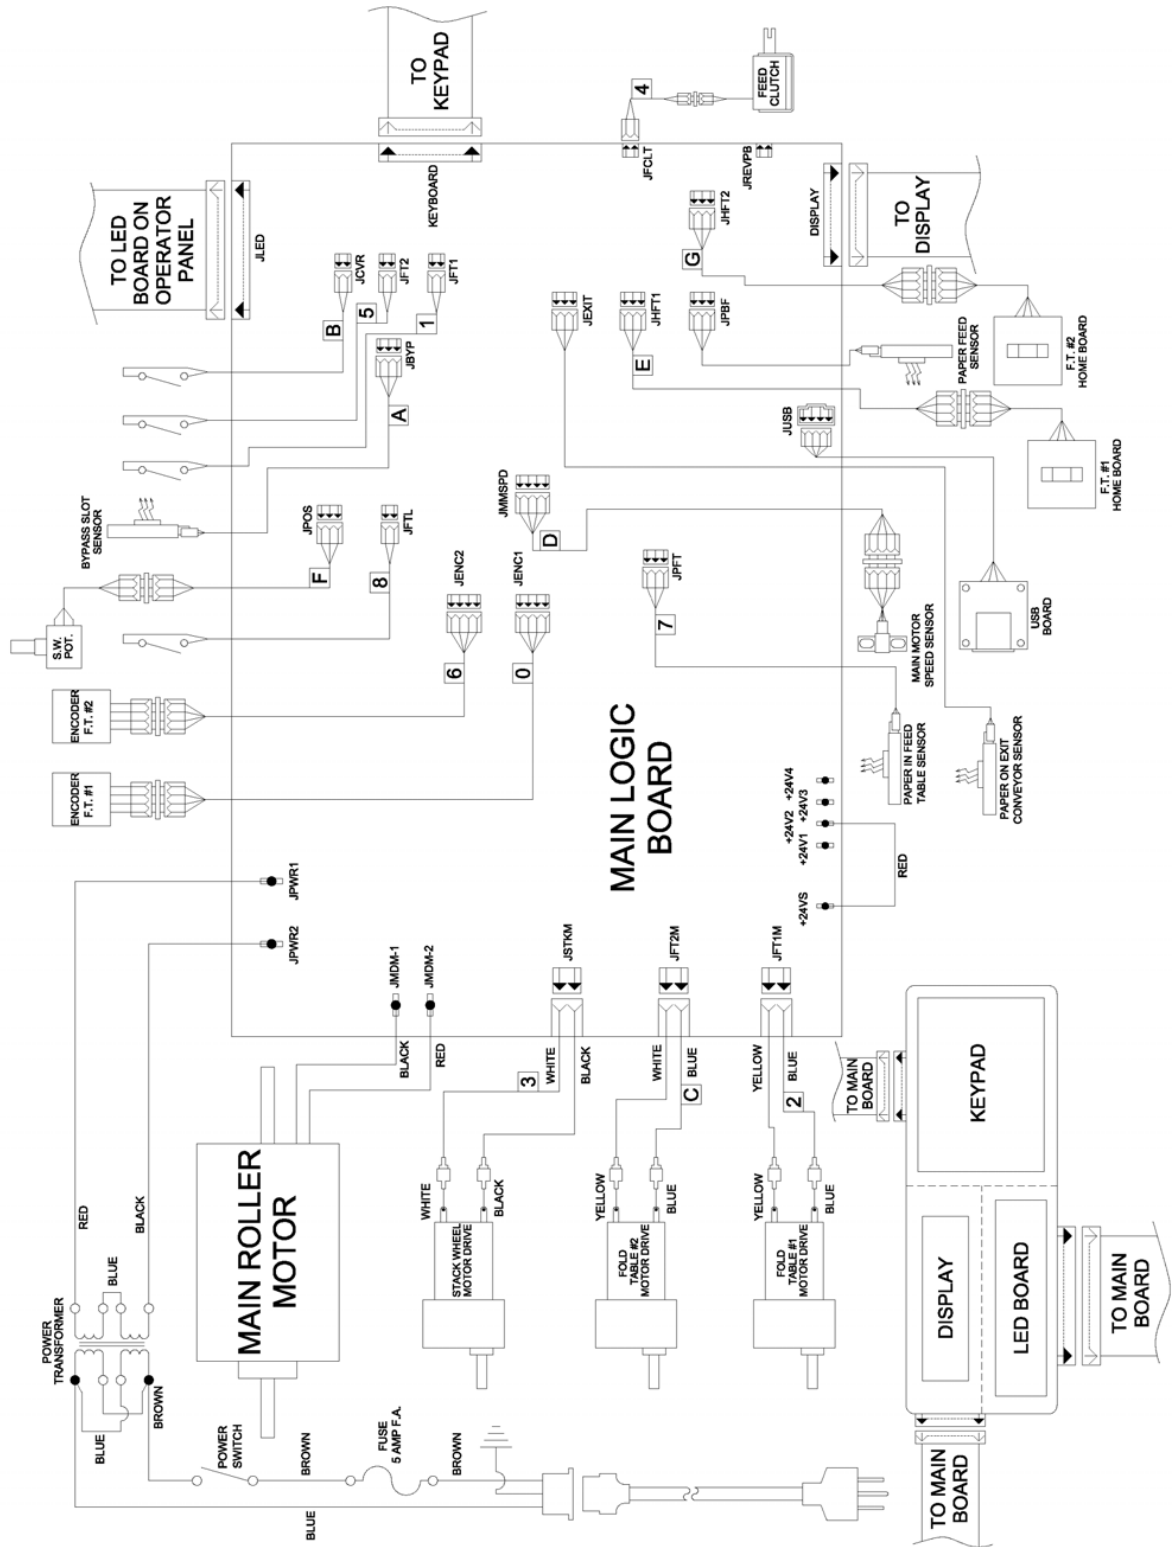 TO
KEYPAD
4
FEED
CLUTCH
JFCLT
JREVPB
KEYBOARD
TO LED
BOARD ON
OPERATOR
PANEL
JLED
DISPLAY
TO
DISPLAY
JHFT2
G
JCVR
JFT2
JFT1
B
5
1
JBYP
A
JEXIT
JHFT1
JPBF
E
PAPER FEED
SENSOR
F.T. #2
HOME BOARD
F.T. #1
HOME BOARD
JUSB
USB
BOARD
BYPASS SLOT
SENSOR
JPOS
JFTL
F
8
S.W.
POT.
JMMSPD
D
JENC2
JENC1
6
0
JPFT
7
MAIN MOTOR
SPEED SENSOR
ENCODER
F.T. #2
ENCODER
F.T. #1
MAIN LOGIC
BOARD
PAPER IN FEED
TABLE SENSOR
PAPER ON EXIT
CONVEYOR SENSOR
+24V4
+24V3
+24V2
+24V1
+24VS
RED
JPWR1
JPWR2
JMDM-1
JMDM-2
JSTKM
JFT2M
JFT1M
BLACK
RED
WHITE
BLACK
3
WHITE
BLUE
C
YELLOW
BLUE
2
RED
BLACK
BLUE
POWER
TRANSFORMER
BLUE
BROWN
MAIN ROLLER
MOTOR
WHITE
BLACK
STACK WHEEL
MOTOR DRIVE
YELLOW
BLUE
FOLD
TABLE #2
MOTOR DRIVE
YELLOW
BLUE
FOLD
TABLE #1
MOTOR DRIVE
POWER
SWITCH
BROWN
FUSE
5 AMP F.A.
BROWN
BLUE
TO MAIN
BOARD
KEYPAD
DISPLAY
LED BOARD
TO MAIN
BOARD
TO MAIN
BOARD